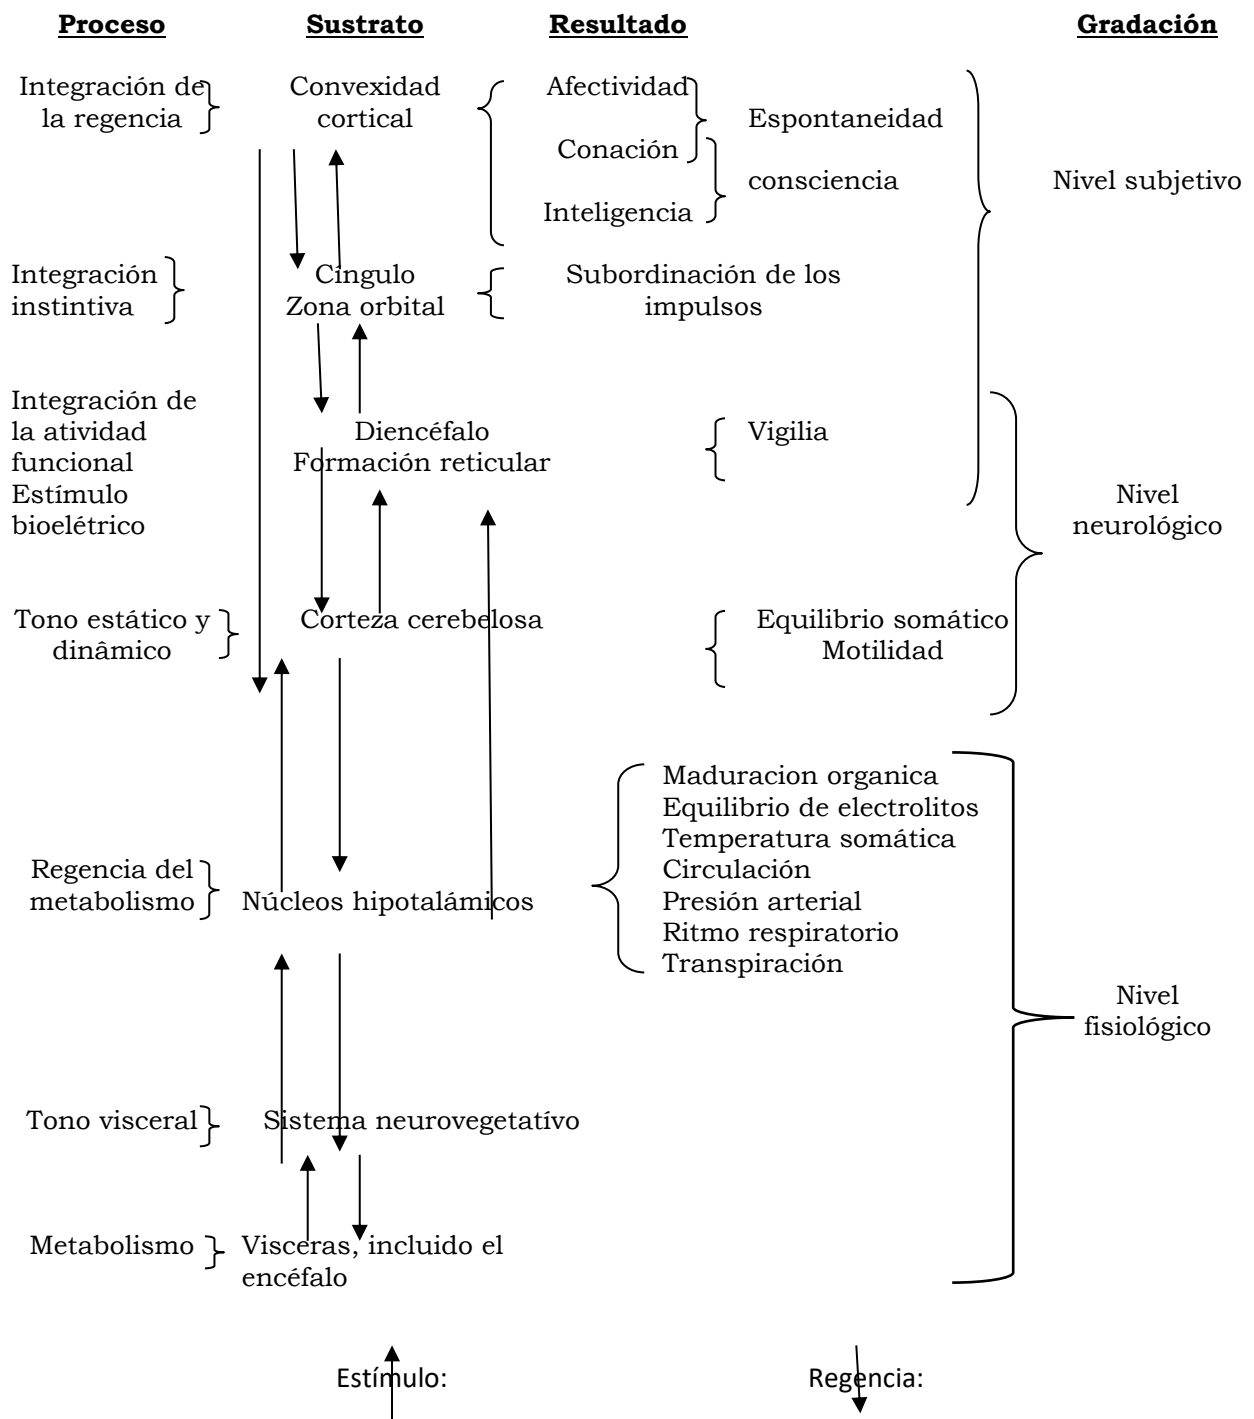 Proceso Sustrato Resultado Gradación
Integración de la regencia
Convexidad cortical
Afectividad
Conación
Inteligencia
Espontaneidad
consciencia
Nivel subjetivo
Integración instintiva
Cíngulo
Zona orbital
Subordinación de los impulsos
Integración de
la atividad
funcional
Estímulo
bioelétrico
Diencéfalo
Formación reticular
Vigilia
Nivel
neurológico
Tono estático y
dinâmico
Corteza cerebelosa
Equilibrio somático
Motilidad
Maduracion organica
Equilibrio de electrolitos
Temperatura somática
Circulación
Presión arterial
Ritmo respiratorio
Transpiración
Regencia del
metabolismo
Núcleos hipotalámicos
Nivel
fisiológico
Tono visceral
Sistema neurovegetatívo
Metabolismo
Visceras, incluido el
encéfalo
Estímulo:
Regencia: